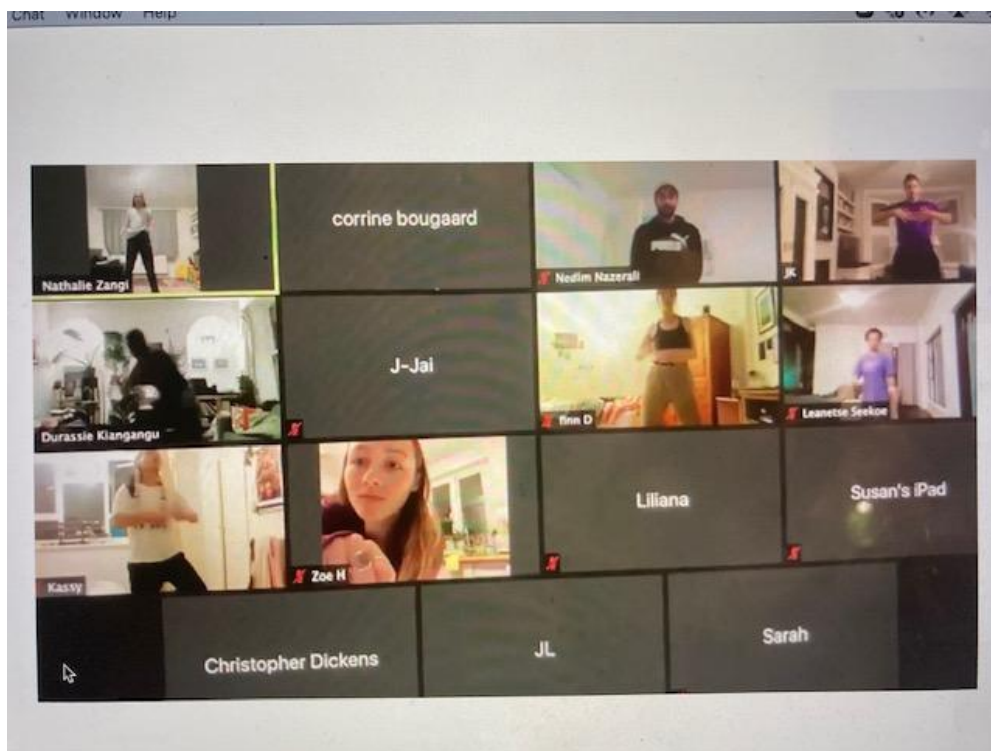 Chat Window Help
Nathalie Zangi
corrine bougaard
PUMA
Nedim Nazerali
JK
Durassie Kiangangu
J-Jai
finn D
Leanetse Seekoe
Kassy
Zoe H
Liliana
Susan's iPad
Christopher Dickens
JL
Sarah